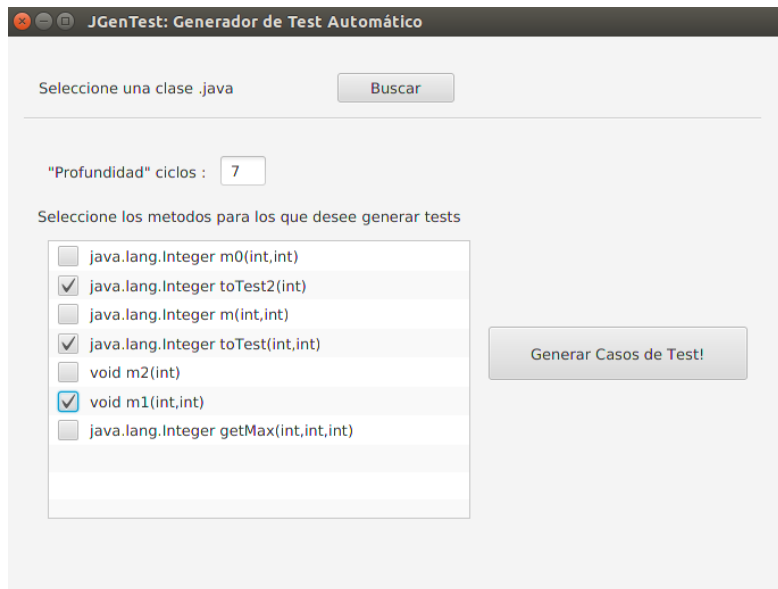 JGenTest: Generador de Test Automático
Seleccione una clase .java
Buscar
"Profundidad" ciclos :
7
Seleccione los metodos para los que desee generar tests
java.lang.Integer m0(int,int)
java.lang.Integer toTest2(int)
java.lang.Integer m(int,int)
java.lang.Integer toTest(int,int)
void m2(int)
void m1(int,int)
java.lang.Integer getMax(int,int,int)
Generar Casos de Test!